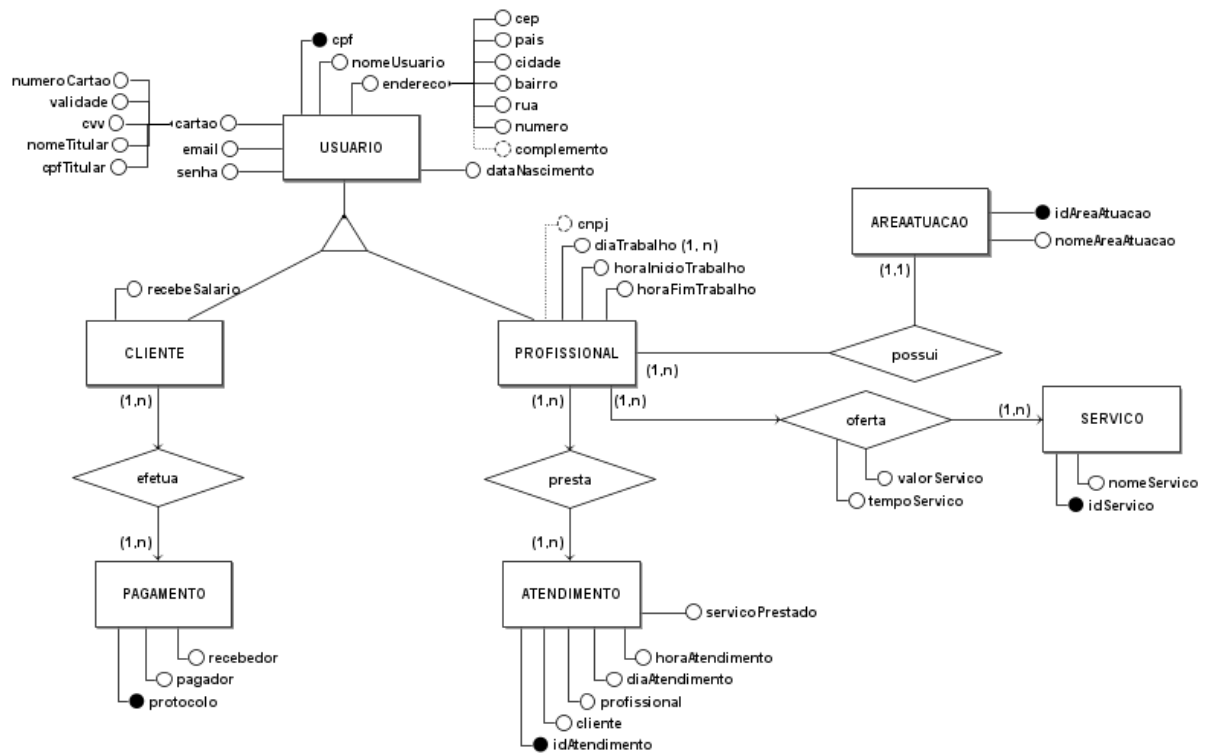 cep
cpf
pais
nomeUsuario
cidade
numeroCartao
endereco
bairro
validade
rua
cvv
cartao
numero
nomeTitular
email
USUARIO
complemento
cpfTitular
senha
dataNascimento
cnpj
AREAATUACAO
idAreaAtuacao
diaTrabalho (1, n)
nomeAreaAtuacao
horaInicioTrabalho
(1,1)
recebeSalario
horaFimTrabalho
CLIENTE
PROFISSIONAL
possui
(1,n)
(1,n)
(1,n)
(1,n)
(1,n)
oferta
SERVICO
efetua
presta
valorServico
nomeServico
tempoServico
idServico
(1,n)
(1,n)
PAGAMENTO
ATENDIMENTO
servicoPrestado
recebedor
horaAtendimento
pagador
diaAtendimento
protocolo
profissional
cliente
idAtendimento